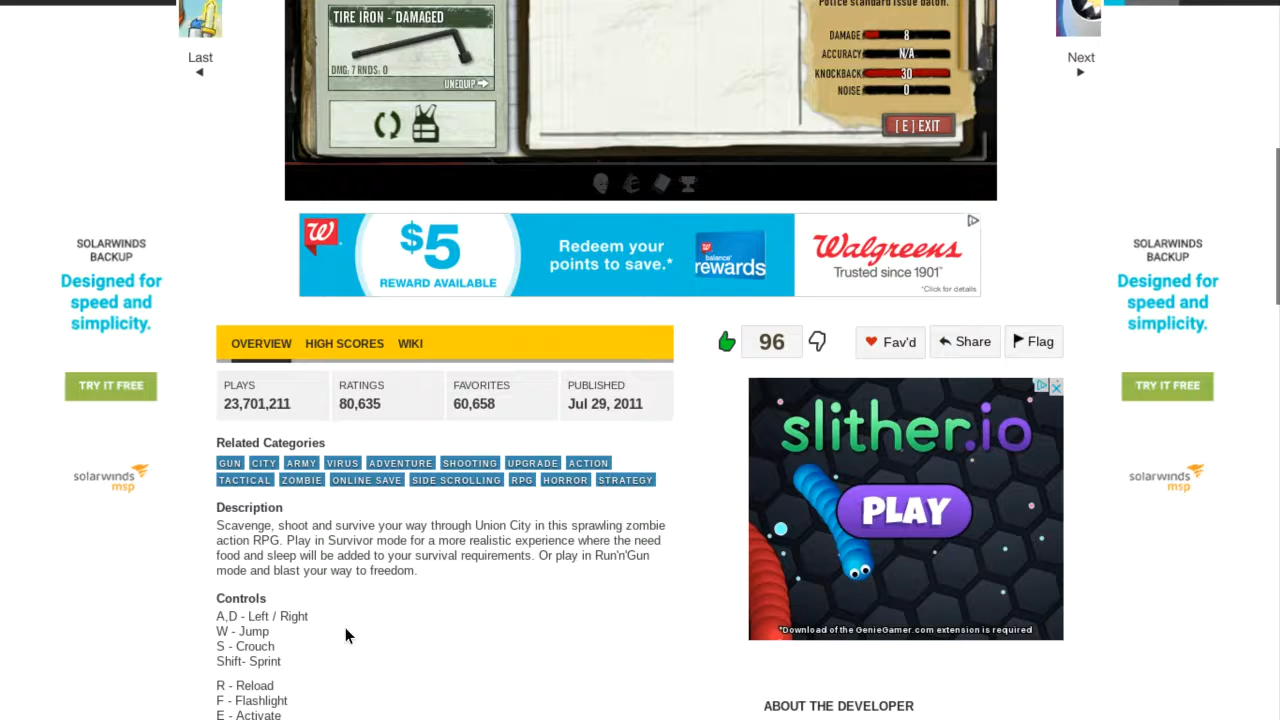 Last
◄
Next
►
TIRE IRON - DAMAGED
DMG: 7 RNDS: 0
UNEQUIP
Police standard issue baton.
DAMAGE 8
ACCURACY N/A
KNOCKBACK 30
NOISE 0
[ E ] EXIT
SOLARWINDS
BACKUP
Designed for
speed and
simplicity.
TRY IT FREE
solarwinds
msp
W
$5
REWARD AVAILABLE
Redeem your
points to save.*
balance
rewards
Walgreens
Trusted since 1901
*Click for details
SOLARWINDS
BACKUP
Designed for
speed and
simplicity.
TRY IT FREE
solarwinds
msp
OVERVIEW HIGH SCORES WIKI
96
Fav'd
Share
Flag
PLAYS RATINGS FAVORITES PUBLISHED
23,701,211 80,635 60,658 Jul 29, 2011
Related Categories
GUN CITY ARMY VIRUS ADVENTURE SHOOTING UPGRADE ACTION
TACTICAL ZOMBIE ONLINE SAVE SIDE SCROLLING RPG HORROR STRATEGY
Description
Scavenge, shoot and survive your way through Union City in this sprawling zombie
action RPG. Play in Survivor mode for a more realistic experience where the need
food and sleep will be added to your survival requirements. Or play in Run'n'Gun
mode and blast your way to freedom.
Controls
A,D - Left / Right
W - Jump
S - Crouch
Shift- Sprint
R - Reload
F - Flashlight
E - Activate
slither.io
PLAY
*Download of the GenieGamer.com extension is required
ABOUT THE DEVELOPER